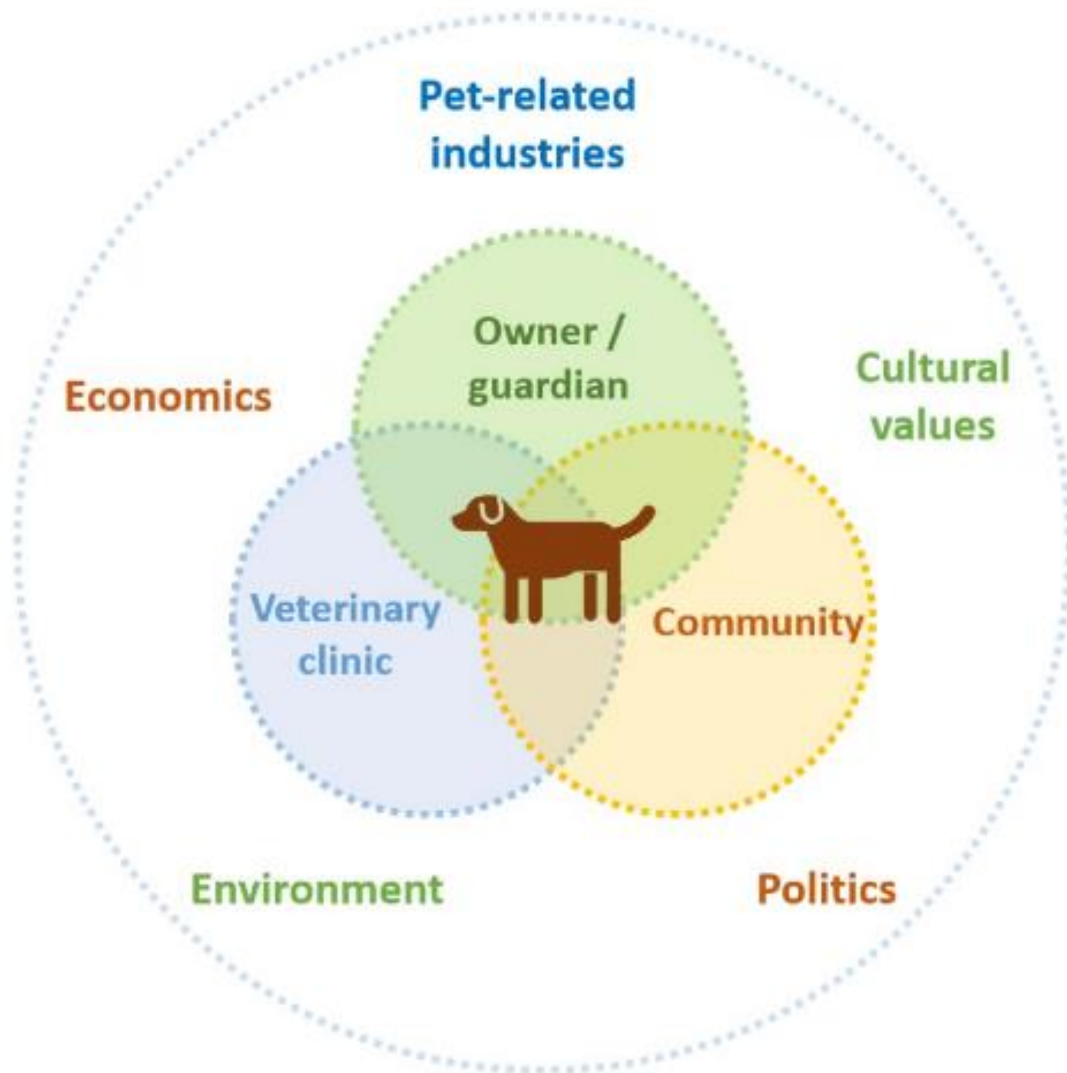 Pet-related
industries
Owner /
guardian
Economics
Cultural
values
Veterinary
clinic
Community
Environment
Politics